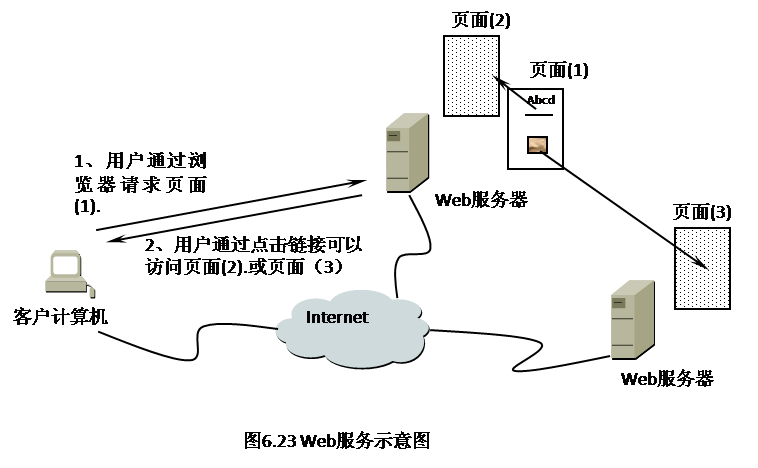 页面(2)
页面(1)
Abcd
1、用户通过浏
览器请求页面
(1).
Web服务器
页面(3)
2、用户通过点击链接可以
访问页面(2).或页面（3）
客户计算机
Internet
Web服务器
图6.23 Web服务示意图